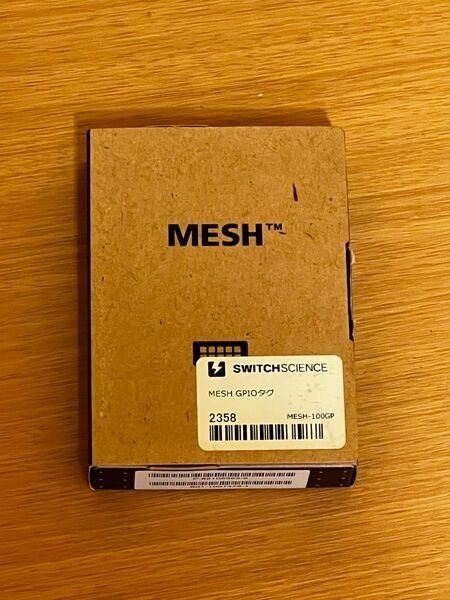 MESH™
SWITCHSCIENCE
MESH GPIOタグ
2358
MESH-100GP